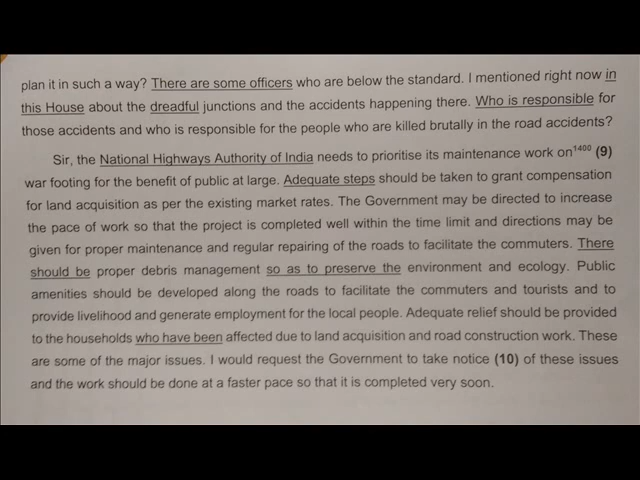 plan it in such a way? There are some officers who are below the standard. I mentioned right now in
this House about the dreadful junctions and the accidents happening there. Who is responsible for
those accidents and who is responsible for the people who are killed brutally in the road accidents?
Sir, the National Highways Authority of India needs to prioritise its maintenance work on1400 (9)
war footing for the benefit of public at large. Adequate steps should be taken to grant compensation
for land acquisition as per the existing market rates. The Government may be directed to increase
the pace of work so that the project is completed well within the time limit and directions may be
given for proper maintenance and regular repairing of the roads to facilitate the commuters. There
should be proper debris management so as to preserve the environment and ecology. Public
amenities should be developed along the roads to facilitate the commuters and tourists and to
provide livelihood and generate employment for the local people. Adequate relief should be provided
to the households who have been affected due to land acquisition and road construction work. These
are some of the major issues. I would request the Government to take notice (10) of these issues
and the work should be done at a faster pace so that it is completed very soon.